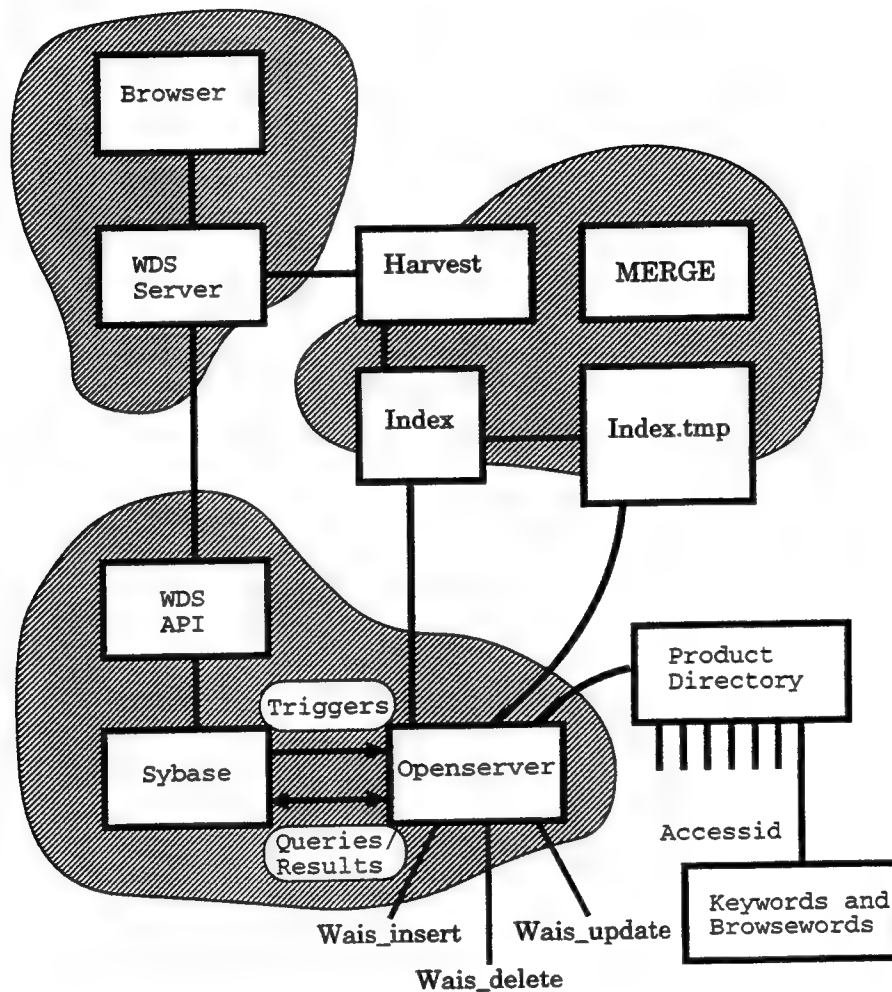 Browser
WDS
Server
Harvest
MERGE
Index
Index.tmp
WDS
API
Product
Directory
Triggers
Sybase
Openserver
Queries/
Results
Accessid
Keywords and
Browsewords
Wais_insert
Wais_update
Wais_delete